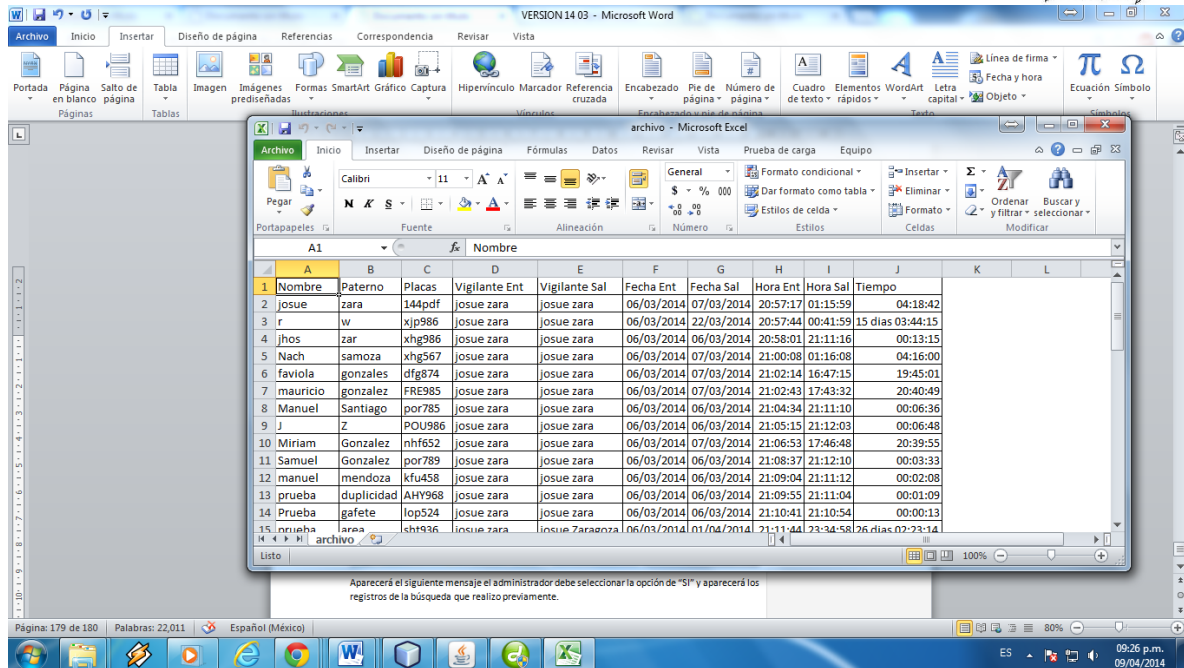 VERSION 14 03 - Microsoft Word
Archivo Inicio Insertar Diseño de página Referencias Correspondencia Revisar Vista
Portada Página en blanco Salto de página Tabla Imagen Imágenes prediseñadas Formas SmartArt Gráfico Captura Hipervínculo Marcador Referencia cruzada Encabezado Pie de página Número de página Cuadro de texto Elementos rápidos WordArt Letra capital Línea de firma Fecha y hora Objeto Ecuación Símbolo
Páginas Tablas Ilustraciones Vínculos Encabezado y pie de página Texto Símbolos
archivo - Microsoft Excel
Archivo Inicio Insertar Diseño de página Fórmulas Datos Revisar Vista Prueba de carga Equipo
Pegar Calibri 11 General Formato condicional Insertar
N K S $ % 000 Dar formato como tabla Eliminar Ordenar y filtrar Buscar y seleccionar
Estilos de celda Formato
Portapapeles Fuente Alineación Número Estilos Celdas Modificar
A1 fx Nombre
A B C D E F G H I J K L
1 Nombre Paterno Placas Vigilante Ent Vigilante Sal Fecha Ent Fecha Sal Hora Ent Hora Sal Tiempo
2 josue zara 144pdf josue zara josue zara 06/03/2014 07/03/2014 20:57:17 01:15:59 04:18:42
3 r w xjp986 josue zara josue zara 06/03/2014 22/03/2014 20:57:44 00:41:59 15 dias 03:44:15
4 jhos zar xhg986 josue zara josue zara 06/03/2014 06/03/2014 20:58:01 21:11:16 00:13:15
5 Nach samoza xhg567 josue zara josue zara 06/03/2014 07/03/2014 21:00:08 01:16:08 04:16:00
6 faviola gonzales dfg874 josue zara josue zara 06/03/2014 07/03/2014 21:02:14 16:47:15 19:45:01
7 mauricio gonzalez FRE985 josue zara josue zara 06/03/2014 07/03/2014 21:02:43 17:43:32 20:40:49
8 Manuel Santiago por785 josue zara josue zara 06/03/2014 06/03/2014 21:04:34 21:11:10 00:06:36
9 J Z POU986 josue zara josue zara 06/03/2014 06/03/2014 21:05:15 21:12:03 00:06:48
10 Miriam Gonzalez nhf652 josue zara josue zara 06/03/2014 07/03/2014 21:06:53 17:46:48 20:39:55
11 Samuel Gonzalez por789 josue zara josue zara 06/03/2014 06/03/2014 21:08:37 21:12:10 00:03:33
12 manuel mendoza kfu458 josue zara josue zara 06/03/2014 06/03/2014 21:09:04 21:11:12 00:02:08
13 prueba duplicidad AHY968 josue zara josue zara 06/03/2014 06/03/2014 21:09:55 21:11:04 00:01:09
14 Prueba gafete lop524 josue zara josue zara 06/03/2014 06/03/2014 21:10:41 21:10:54 00:00:13
15 prueba area sht936 josue zara josue Zaragoza 06/03/2014 01/04/2014 21:11:44 23:34:58 26 dias 02:23:14
archivo
Listo 100%
Aparecerá el siguiente mensaje el administrador debe seleccionar la opción de "SI" y aparecerá los
registros de la búsqueda que realizo previamente.
Página: 179 de 180 Palabras: 22,011 Español (México) 80%
ES 09:26 p.m.
09/04/2014